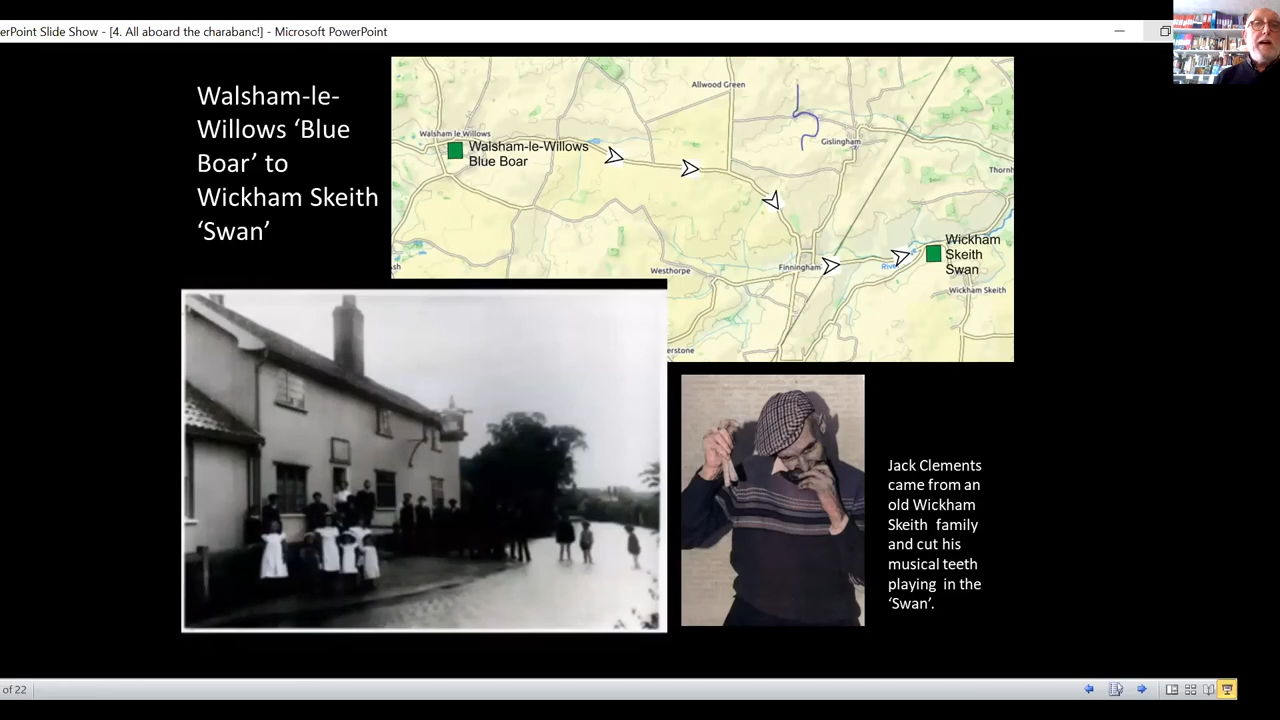 erPoint Slide Show - [4. All aboard the charabanc!] - Microsoft PowerPoint
Walsham-le-
Willows ‘Blue
Boar’ to
Wickham Skeith
‘Swan’
Allwood Green
Walsham le Willows
Walsham-le-Willows
Blue Boar
Gislingham
Thornh
Wickham
Skeith
Swan
ash
Westhorpe
Finningham
River
Wickham Skeith
erstone
Jack Clements
came from an
old Wickham
Skeith family
and cut his
musical teeth
playing in the
‘Swan’.
of 22